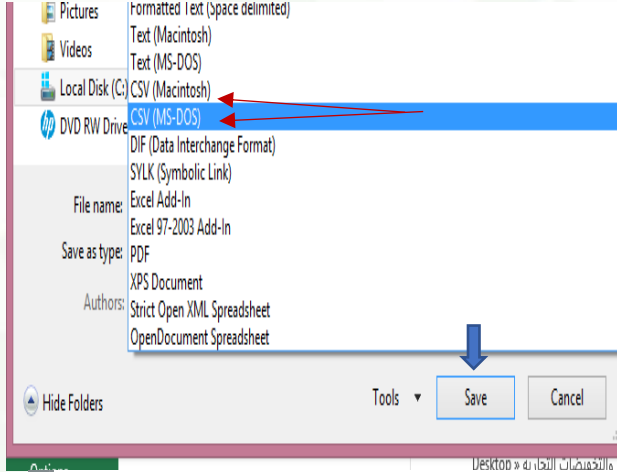 Pictures
Videos
Local Disk (C:)
DVD RW Drive
Formatted Text (Space delimited)
Text (Macintosh)
Text (MS-DOS)
CSV (Macintosh)
CSV (MS-DOS)
DIF (Data Interchange Format)
SYLK (Symbolic Link)
Excel Add-In
Excel 97-2003 Add-In
PDF
XPS Document
Strict Open XML Spreadsheet
OpenDocument Spreadsheet
File name:
Save as type:
Authors:
Hide Folders
Tools
Save
Cancel
Options
والتخفيضات التجاريه » Desktop